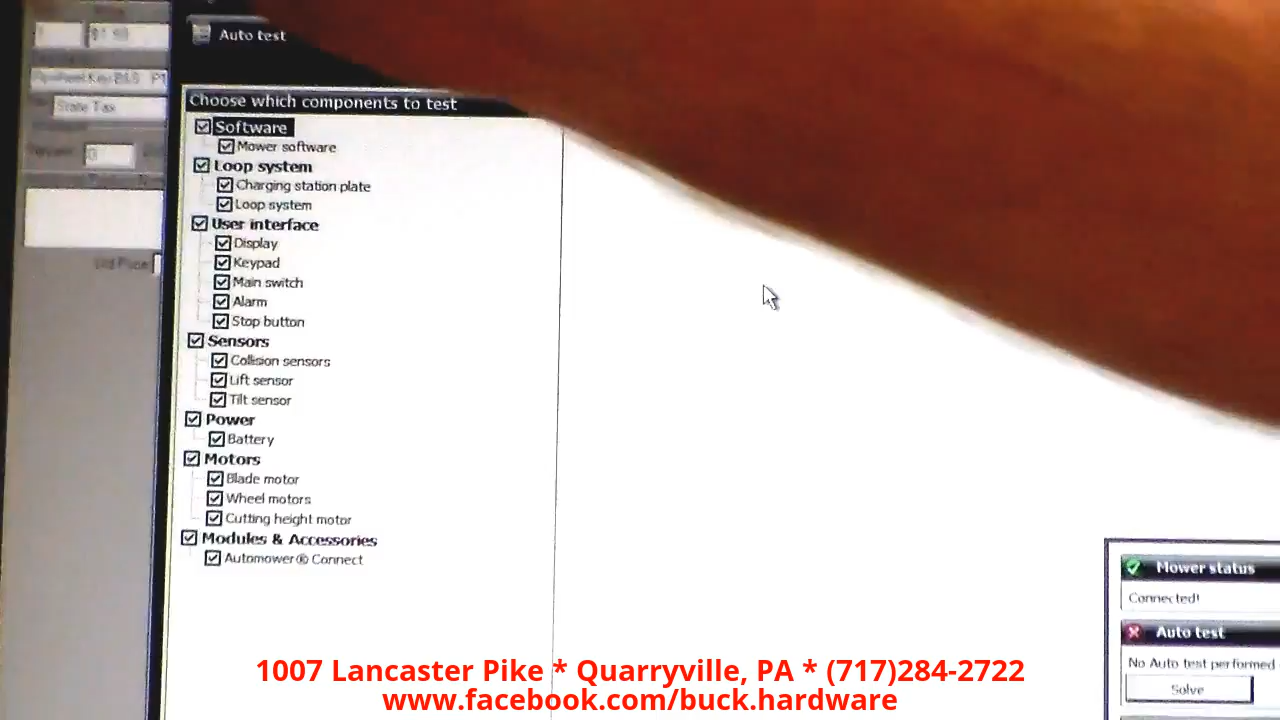 Auto test
State Tax
Choose which components to test
Software
Mower software
Loop system
Charging station plate
Loop system
User interface
Display
Keypad
Main switch
Alarm
Stop button
Sensors
Collision sensors
Lift sensor
Tilt sensor
Power
Battery
Motors
Blade motor
Wheel motors
Cutting height motor
Modules & Accessories
Automower® Connect
Mower status
Connected!
Auto test
No Auto test performed
Solve
1007 Lancaster Pike * Quarryville, PA * (717)284-2722
www.facebook.com/buck.hardware